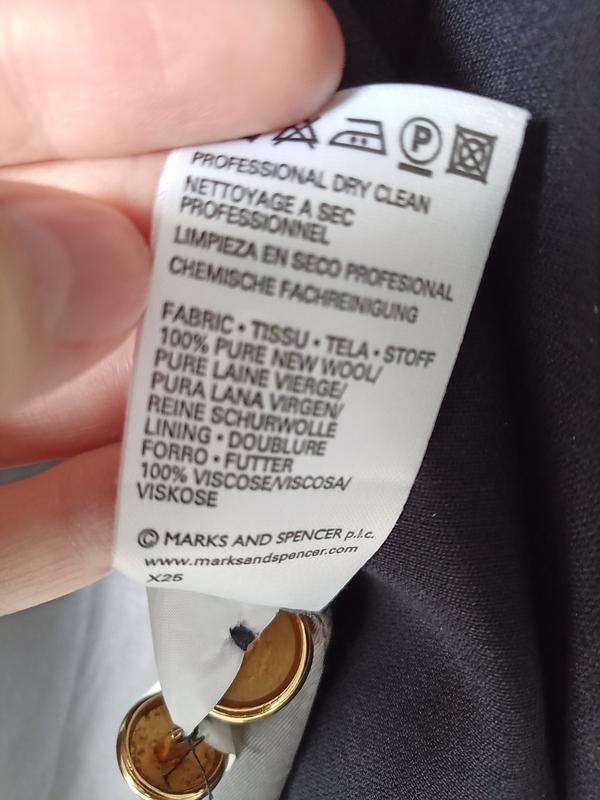 P
PROFESSIONAL DRY CLEAN
NETTOYAGE A SEC
PROFESSIONNEL
LIMPIEZA EN SECO PROFESIONAL
CHEMISCHE FACHREINIGUNG
FABRIC • TISSU • TELA • STOFF
100% PURE NEW WOOL/
PURE LAINE VIERGE/
PURA LANA VIRGEN/
REINE SCHURWOLLE
LINING • DOUBLURE
FORRO • FUTTER
100% VISCOSE/VISCOSA/
VISKOSE
© MARKS AND SPENCER p.l.c.
www.marksandspencer.com
X25